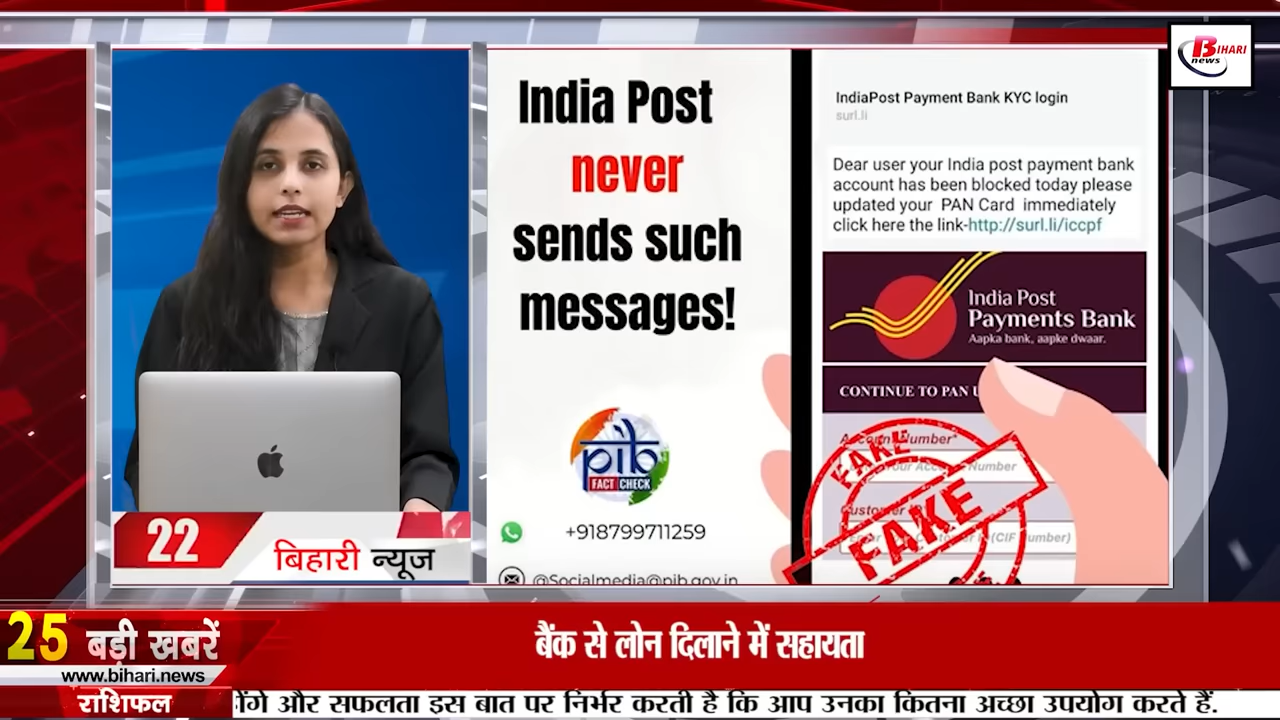 BIHARI
news
India Post
never
sends such
messages!
pib
FACT CHECK
+918799711259
@Socialmedia@pib.gov.in
IndiaPost Payment Bank KYC login
surl.li
Dear user your India post payment bank
account has been blocked today please
updated your PAN Card immediately
click here the link-http://surl.li/iccpf
India Post
Payments Bank
Aapka bank, aapke dwaar.
CONTINUE TO PAN
Number*
Number
FAKE
FAKE
(CIF Number)
22
बिहारी न्यूज
25 बड़ी खबरें
www.bihari.news
बैंक से लोन दिलाने में सहायता
राशिफल
और सफलता इस बात पर निर्भर करती है कि आप उनका कितना अच्छा उपयोग करते हैं.